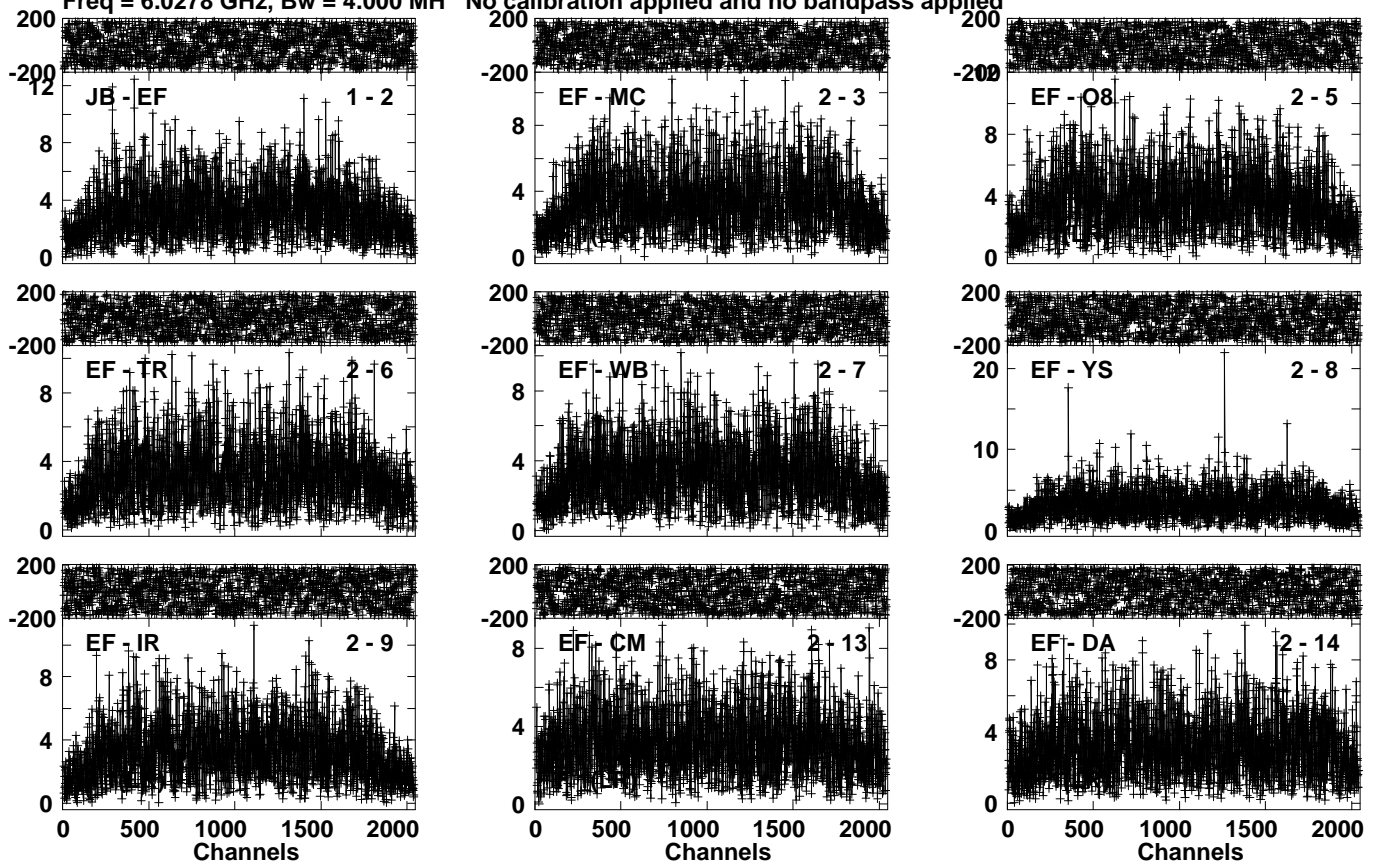 Freq = 6.0278 GHz, Bw = 4.000 MH No calibration applied and no bandpass applied
200 200 200
-200 -200 -200
12 12
JB - EF 1 - 2 EF - MC 2 - 3 EF - O8 2 - 5
8 8 8
4 4 4
0 0 0
200 200 200
-200 -200 -200
EF - TR 2 - 6 EF - WB 2 - 7 EF - YS 2 - 8
8 8 20
4 4 10
0 0 0
200 200 200
-200 -200 -200
EF - IR 2 - 9 EF - CM 2 - 13 EF - DA 2 - 14
8 8 8
4 4 4
0 0 0
0 500 1000 1500 2000 0 500 1000 1500 2000 0 500 1000 1500 2000
Channels Channels Channels